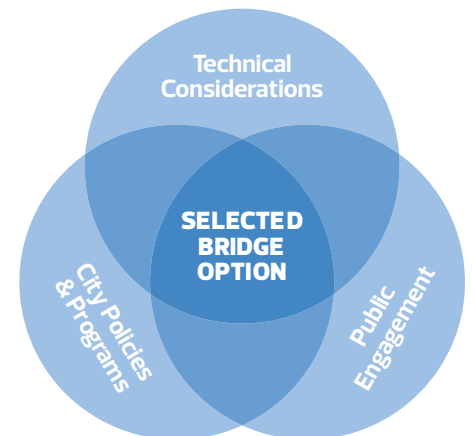 Technical
Considerations
SELECTED
BRIDGE
OPTION
City Policies
& Programs
Public
Engagement